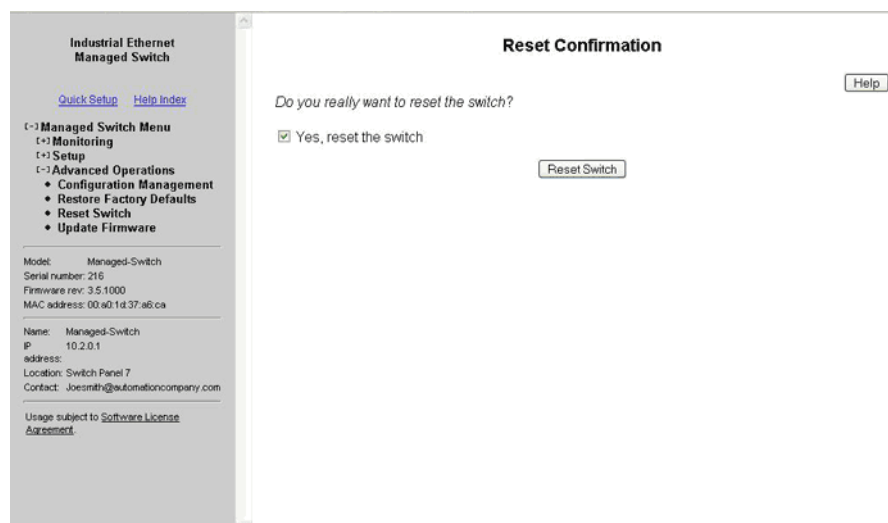 Industrial Ethernet
Managed Switch
Quick Setup Help Index
[-] Managed Switch Menu
[+] Monitoring
[+] Setup
[-] Advanced Operations
◆ Configuration Management
◆ Restore Factory Defaults
◆ Reset Switch
◆ Update Firmware
Model: Managed-Switch
Serial number: 216
Firmware rev: 3.5.1000
MAC address: 00:a0:1d:37:a6:ca
Name: Managed-Switch
IP address: 10.2.0.1
Location: Switch Panel 7
Contact: Joesmith@automationcompany.com
Usage subject to Software License
Agreement.
Reset Confirmation
Help
Do you really want to reset the switch?
Yes, reset the switch
Reset Switch